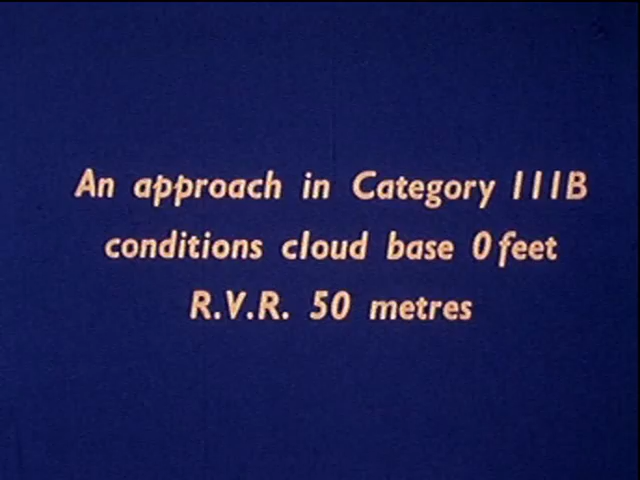 An approach in Category IIIB
conditions cloud base 0 feet
R.V.R. 50 metres